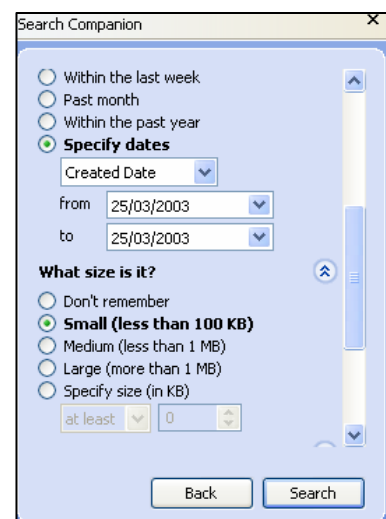 Search Companion
Within the last week
Past month
Within the past year
Specify dates
Created Date
from 25/03/2003
to 25/03/2003
What size is it?
Don't remember
Small (less than 100 KB)
Medium (less than 1 MB)
Large (more than 1 MB)
Specify size (in KB)
at least 0
Back Search